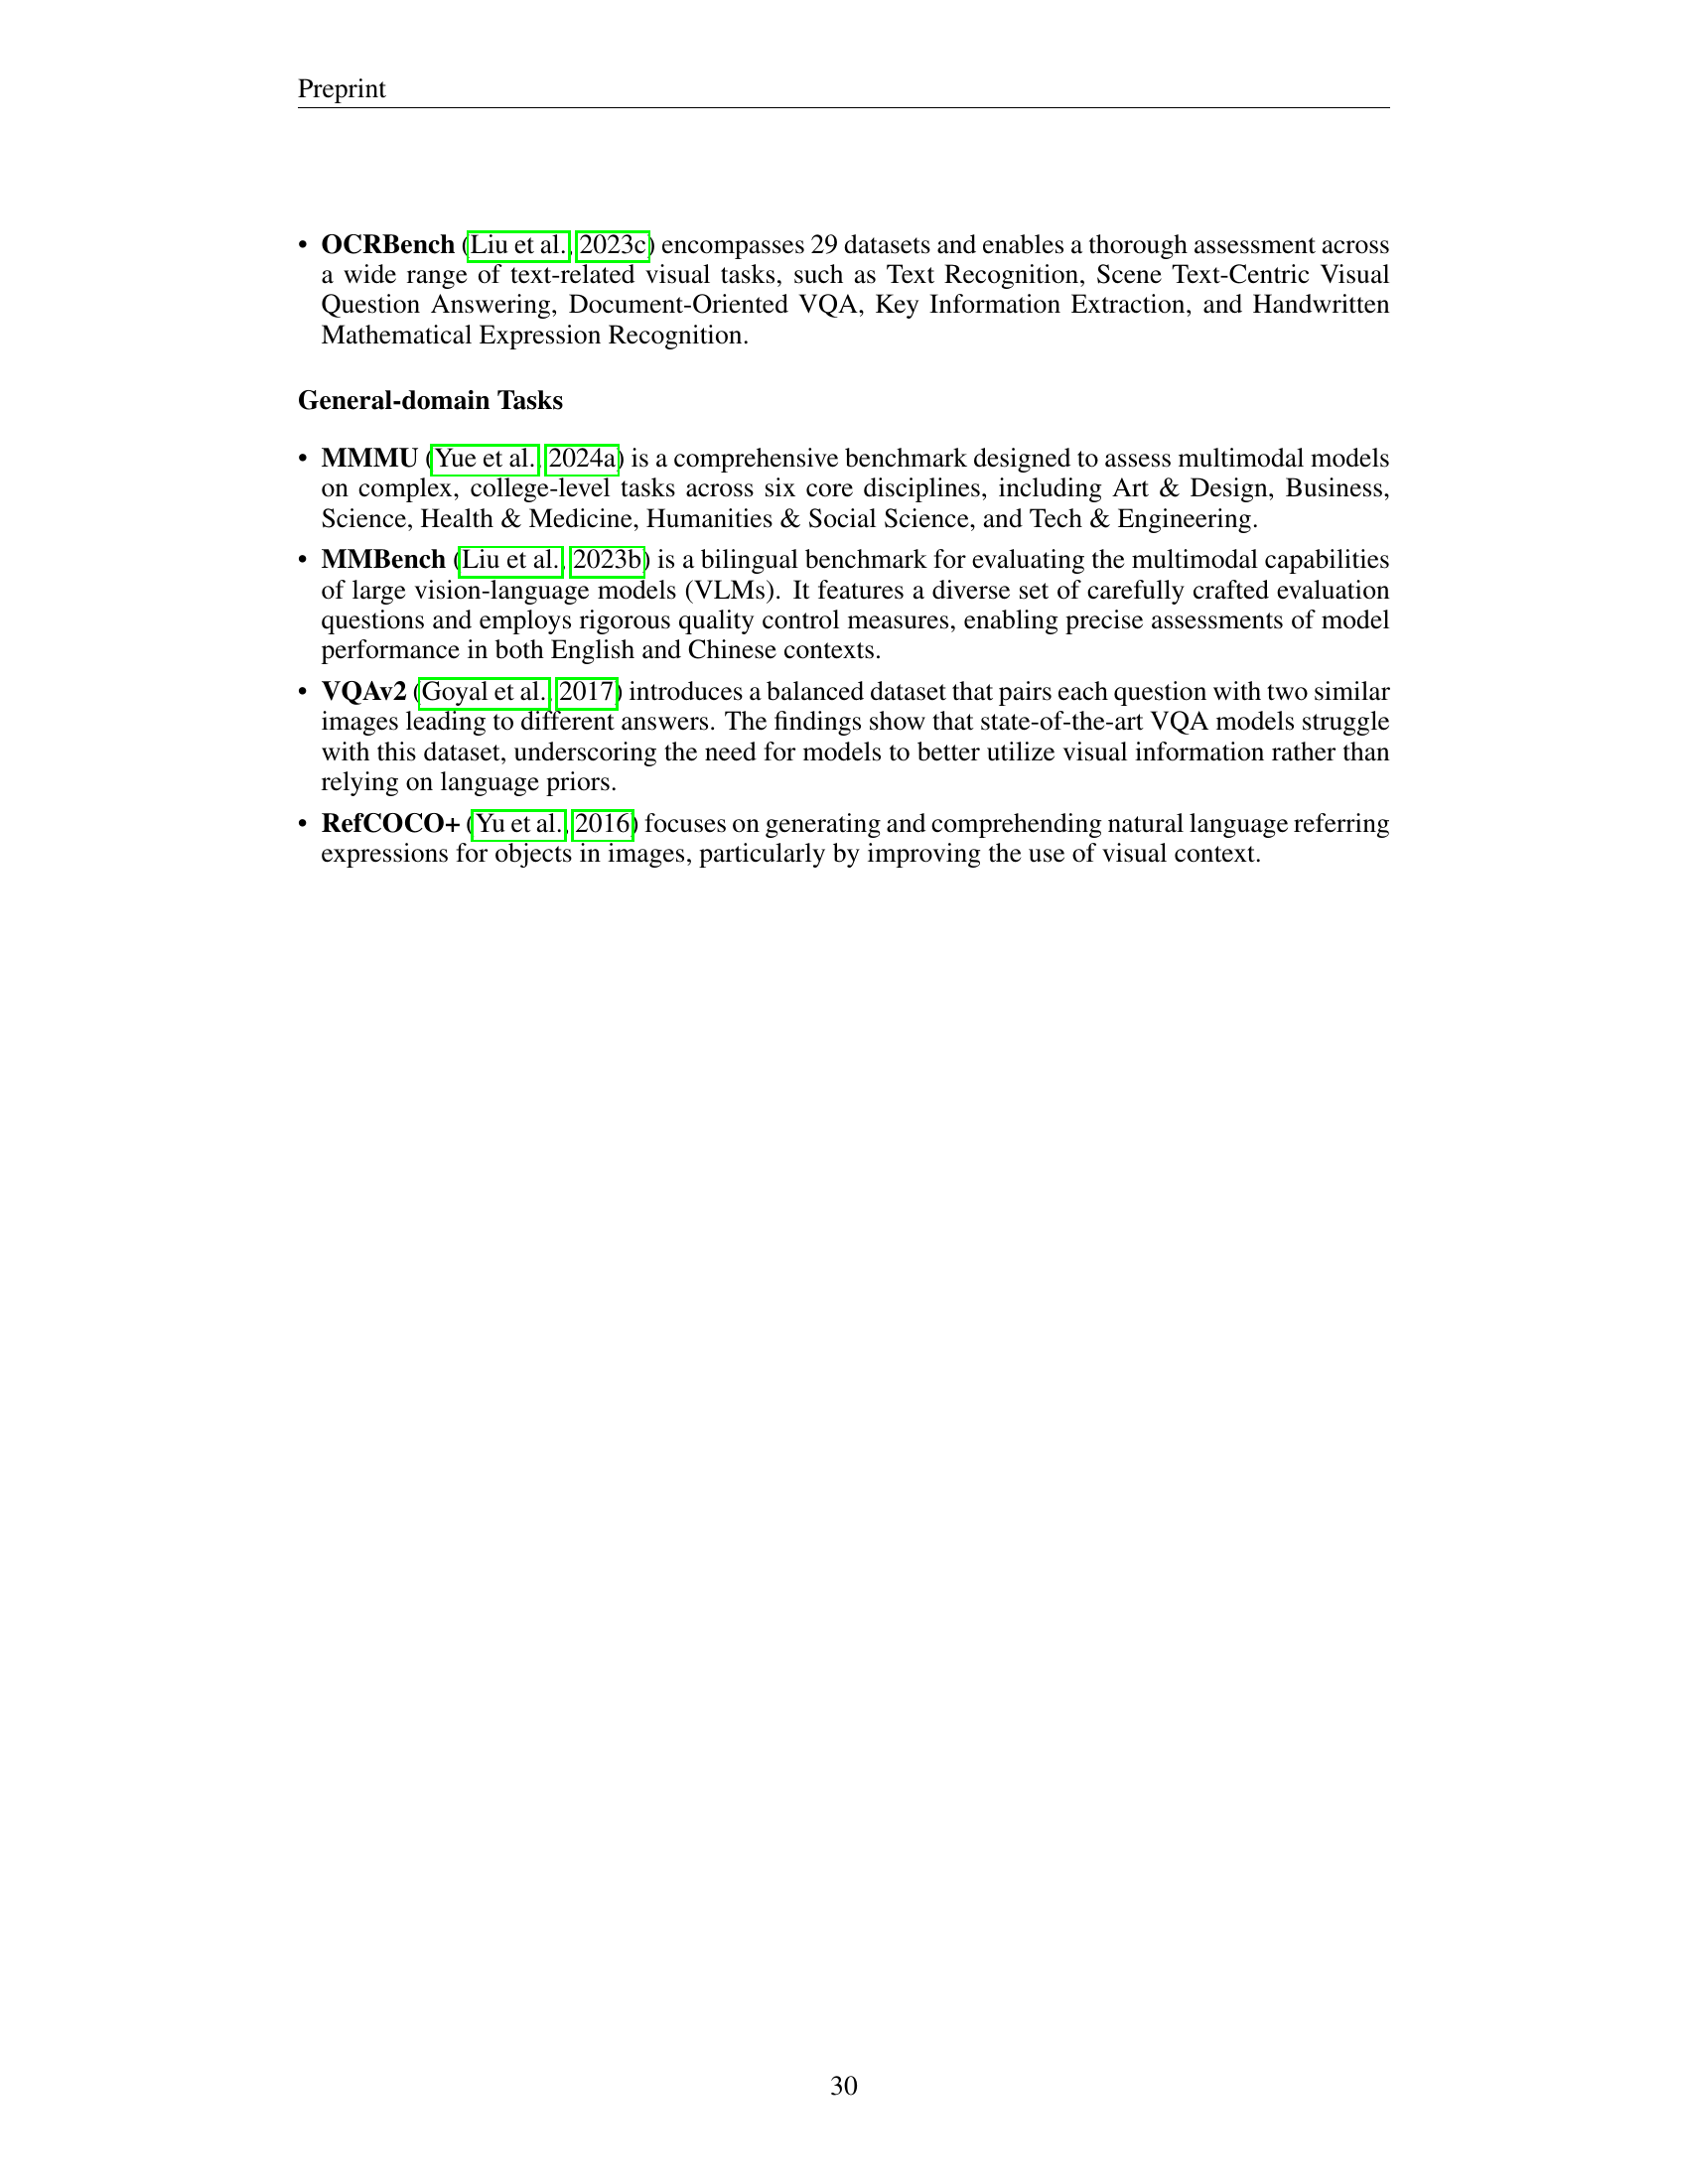 Preprint
• OCRBench (Liu et al., 2023c) encompasses 29 datasets and enables a thorough assessment across
a wide range of text-related visual tasks, such as Text Recognition, Scene Text-Centric Visual
Question Answering, Document-Oriented VQA, Key Information Extraction, and Handwritten
Mathematical Expression Recognition.
General-domain Tasks
• MMMU (Yue et al., 2024a) is a comprehensive benchmark designed to assess multimodal models
on complex, college-level tasks across six core disciplines, including Art & Design, Business,
Science, Health & Medicine, Humanities & Social Science, and Tech & Engineering.
• MMBench (Liu et al., 2023b) is a bilingual benchmark for evaluating the multimodal capabilities
of large vision-language models (VLMs). It features a diverse set of carefully crafted evaluation
questions and employs rigorous quality control measures, enabling precise assessments of model
performance in both English and Chinese contexts.
• VQAv2 (Goyal et al., 2017) introduces a balanced dataset that pairs each question with two similar
images leading to different answers. The findings show that state-of-the-art VQA models struggle
with this dataset, underscoring the need for models to better utilize visual information rather than
relying on language priors.
• RefCOCO+ (Yu et al., 2016) focuses on generating and comprehending natural language referring
expressions for objects in images, particularly by improving the use of visual context.
30